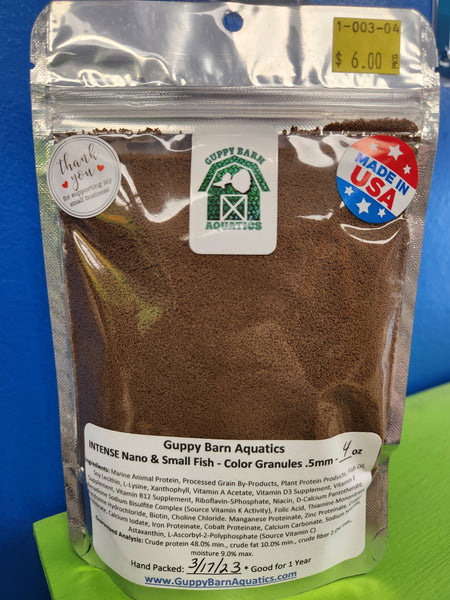 1-003-04
$ 6.00 PKG
thank
you
for supporting my
small business
GUPPY BARN
AQUATICS
MADE IN
USA
Guppy Barn Aquatics
INTENSE Nano & Small Fish - Color Granules .5mm - 4 oz
Ingredients: Marine Animal Protein, Processed Grain By-Products, Plant Protein Products, Fish Oil,
Soy Lecithin, L-Lysine, Xanthophyll, Vitamin A Acetate, Vitamin D3 Supplement, Vitamin E
Supplement, Vitamin B12 Supplement, Riboflavin-5Phosphate, Niacin, D-Calcium Pantothenate,
Sodium Bisulfite Complex (Source Vitamin K Activity), Folic Acid, Thiamine Mononitrate,
Hydrochloride, Biotin, Choline Chloride. Manganese Proteinate, Zinc Proteinate,
Calcium Iodate, Iron Proteinate, Cobalt Proteinate, Calcium Carbonate, Sodium
Astaxanthin, L-Ascorbyl-2-Polyphosphate (Source Vitamin C)
Guaranteed Analysis: Crude protein 48.0% min., crude fat 10.0% min., crude fiber 2.0% max.,
moisture 9.0% max.
Hand Packed: 3/17/23 * Good for 1 Year
www.GuppyBarnAquatics.com